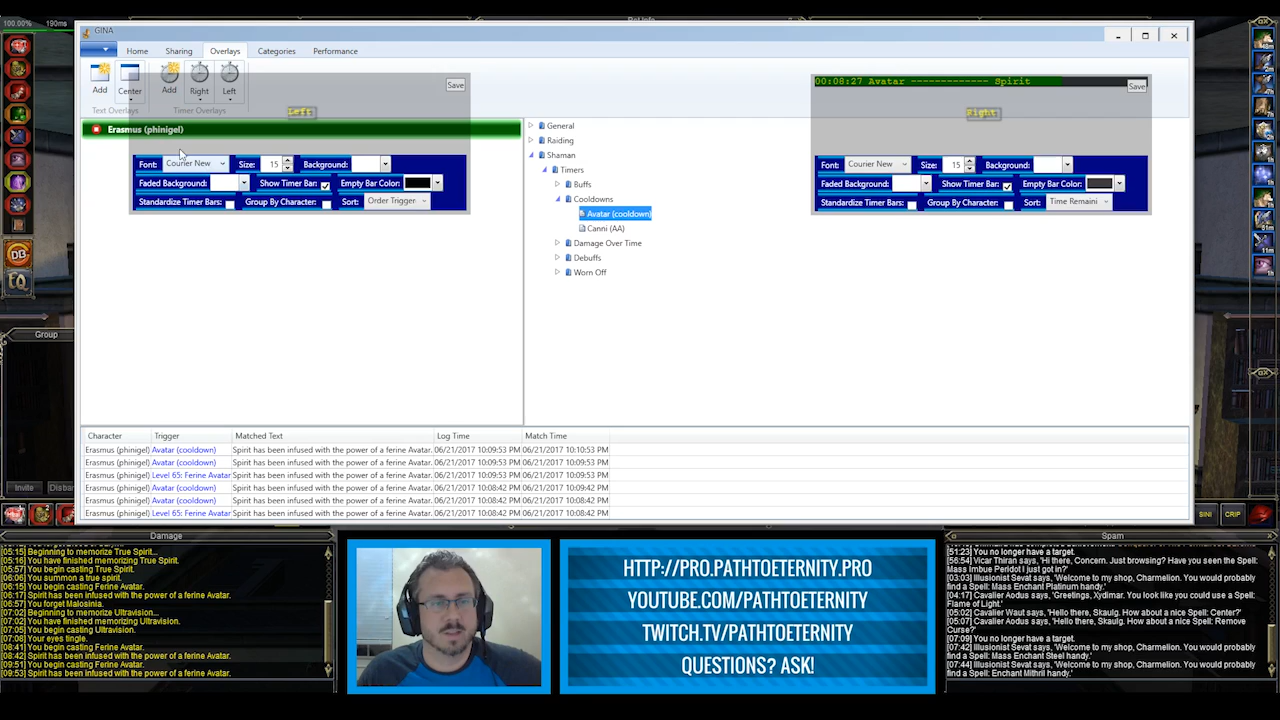 100.00% 190ms
GINA
Home Sharing Overlays Categories Performance
Add Center Add Right Left
Text Overlays Timer Overlays
Save
Left
00:08:27 Avatar ------------- Spirit
Save
Right
Erasmus (phinigel)
Font: Courier New Size: 15 Background:
Faded Background: Show Timer Bar: Empty Bar Color:
Standardize Timer Bars: Group By Character: Sort: Order Trigger
General
Raiding
Shaman
Timers
Buffs
Cooldowns
Avatar (cooldown)
Canni (AA)
Damage Over Time
Debuffs
Worn Off
Font: Courier New Size: 15 Background:
Faded Background: Show Timer Bar: Empty Bar Color:
Standardize Timer Bars: Group By Character: Sort: Time Remaini
DB
EQ
Group
Invite Disban
SINI CRIP
Character Trigger Matched Text Log Time Match Time
Erasmus (phinigel) Avatar (cooldown) Spirit has been infused with the power of a ferine Avatar. 06/21/2017 10:09:53 PM 06/21/2017 10:10:53 PM
Erasmus (phinigel) Avatar (cooldown) Spirit has been infused with the power of a ferine Avatar. 06/21/2017 10:09:53 PM 06/21/2017 10:09:53 PM
Erasmus (phinigel) Level 65: Ferine Avatar Spirit has been infused with the power of a ferine Avatar. 06/21/2017 10:09:53 PM 06/21/2017 10:09:53 PM
Erasmus (phinigel) Avatar (cooldown) Spirit has been infused with the power of a ferine Avatar. 06/21/2017 10:08:42 PM 06/21/2017 10:09:42 PM
Erasmus (phinigel) Avatar (cooldown) Spirit has been infused with the power of a ferine Avatar. 06/21/2017 10:08:42 PM 06/21/2017 10:08:42 PM
Erasmus (phinigel) Level 65: Ferine Avatar Spirit has been infused with the power of a ferine Avatar. 06/21/2017 10:08:42 PM 06/21/2017 10:08:42 PM
Damage
[05:15] Beginning to memorize True Spirit...
[05:16] You have finished memorizing True Spirit.
[05:57] You begin casting True Spirit.
[06:06] You summon a true spirit.
[06:15] You begin casting Ferine Avatar.
[06:17] Spirit has been infused with the power of a ferine Avatar.
[06:57] You forget Malosinia.
[07:02] Beginning to memorize Ultravision...
[07:02] You have finished memorizing Ultravision.
[07:05] You begin casting Ultravision.
[07:08] Your eyes tingle.
[08:41] You begin casting Ferine Avatar.
[08:42] Spirit has been infused with the power of a ferine Avatar.
[09:51] You begin casting Ferine Avatar.
[09:53] Spirit has been infused with the power of a ferine Avatar.
HTTP://PRO.PATHTOETERNITY.PRO
YOUTUBE.COM/PATHTOETERNITY
TWITCH.TV/PATHTOETERNITY
QUESTIONS? ASK!
Spam
[51:23] You no longer have a target.
[56:54] Vicar Thiran says, 'Hi there, Concern. Just browsing? Have you seen the Spell: Mass Imbue Peridot I just got in?'
[03:03] Illusionist Sevat says, 'Welcome to my shop, Charmelion. You would probably find a Spell: Mass Enchant Platinum handy.'
[04:17] Cavalier Aodus says, 'Greetings, Xydimar. You look like you could use a Spell: Flame of Light.'
[05:02] Cavalier Waut says, 'Hello there, Skaulg. How about a nice Spell: Center?'
[05:07] Cavalier Aodus says, 'Hello there, Skaulg. How about a nice Spell: Remove Curse?'
[07:09] You no longer have a target.
[07:42] Illusionist Sevat says, 'Welcome to my shop, Charmelion. You would probably find a Spell: Mass Enchant Steel handy.'
[07:44] Illusionist Sevat says, 'Welcome to my shop, Charmelion. You would probably find a Spell: Enchant Mithril handy.'